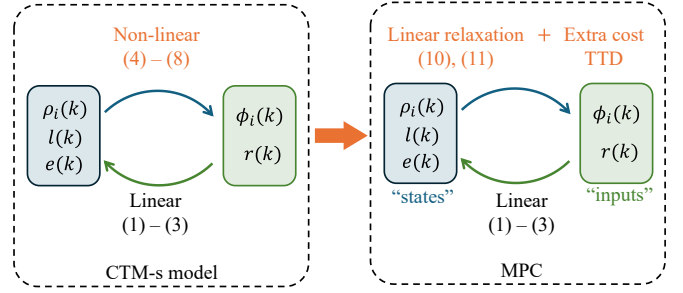 Non-linear
(4) – (8)
ρᵢ(k)
l(k)
e(k)
ϕᵢ(k)
r(k)
Linear
(1) – (3)
CTM-s model
Linear relaxation + Extra cost
(10), (11) TTD
ρᵢ(k)
l(k)
e(k)
ϕᵢ(k)
r(k)
“states” “inputs”
Linear
(1) – (3)
MPC